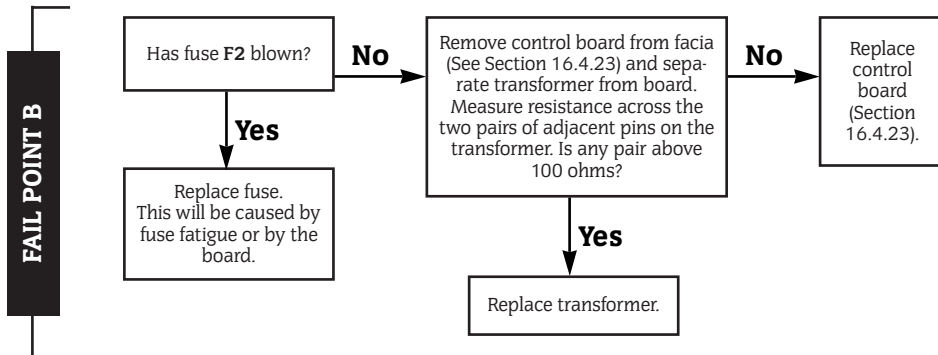 FAIL POINT B
Has fuse F2 blown?
No
Remove control board from facia
(See Section 16.4.23) and sepa-
rate transformer from board.
Measure resistance across the
two pairs of adjacent pins on the
transformer. Is any pair above
100 ohms?
No
Replace
control
board
(Section
16.4.23).
Yes
Replace fuse.
This will be caused by
fuse fatigue or by the
board.
Yes
Replace transformer.